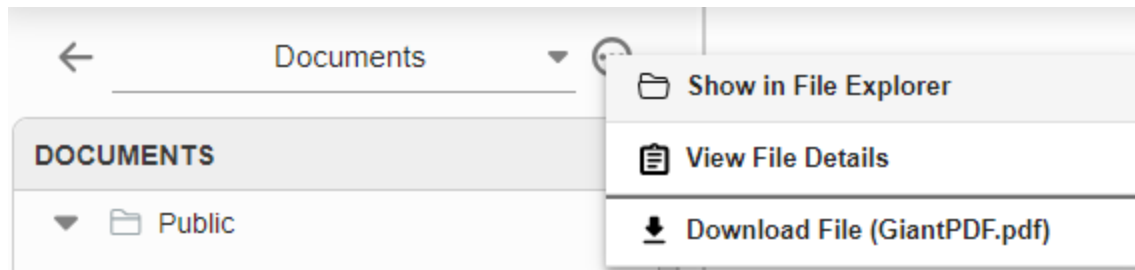 Documents
Show in File Explorer
DOCUMENTS
View File Details
Public
Download File (GiantPDF.pdf)